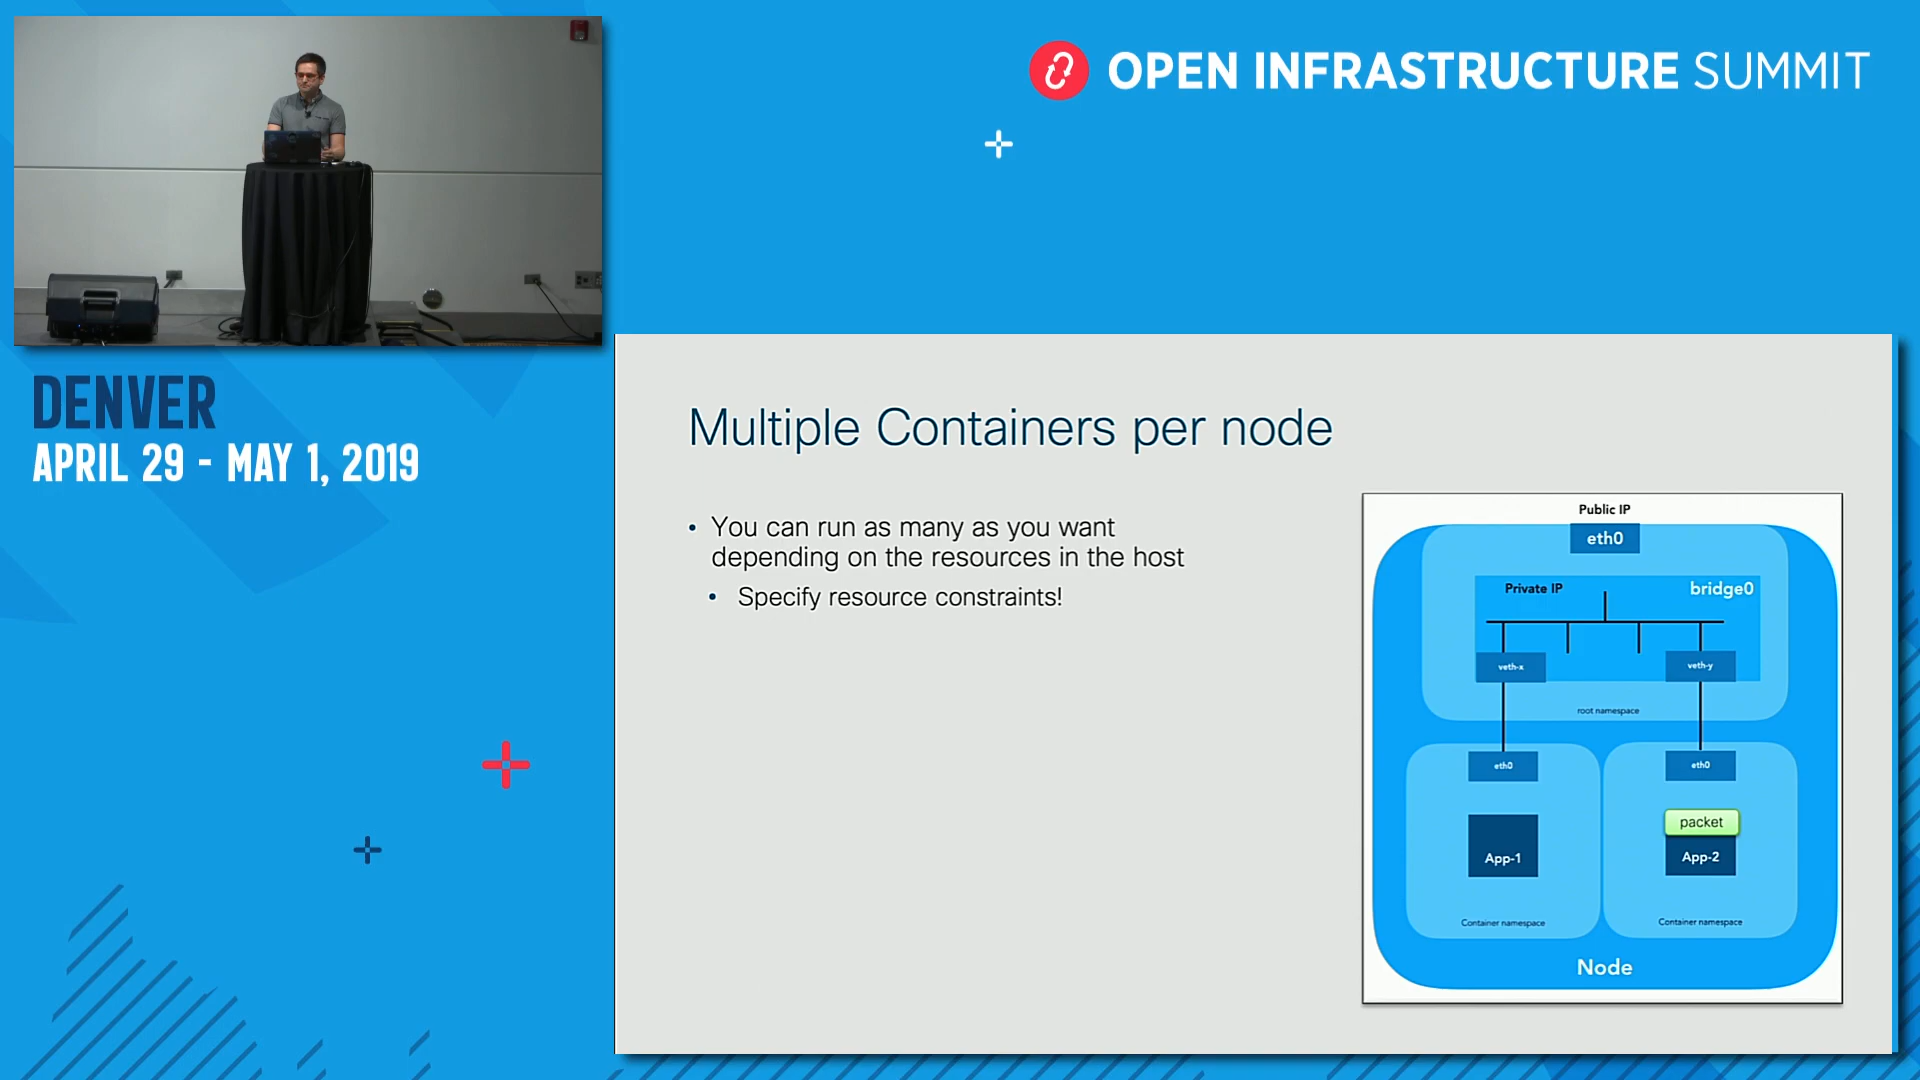 OPEN INFRASTRUCTURE SUMMIT
DENVER
APRIL 29 - MAY 1, 2019
Multiple Containers per node
• You can run as many as you want
depending on the resources in the host
• Specify resource constraints!
Public IP
eth0
Private IP
bridge0
veth-x
veth-y
root namespace
eth0
eth0
packet
App-1
App-2
Container namespace
Container namespace
Node